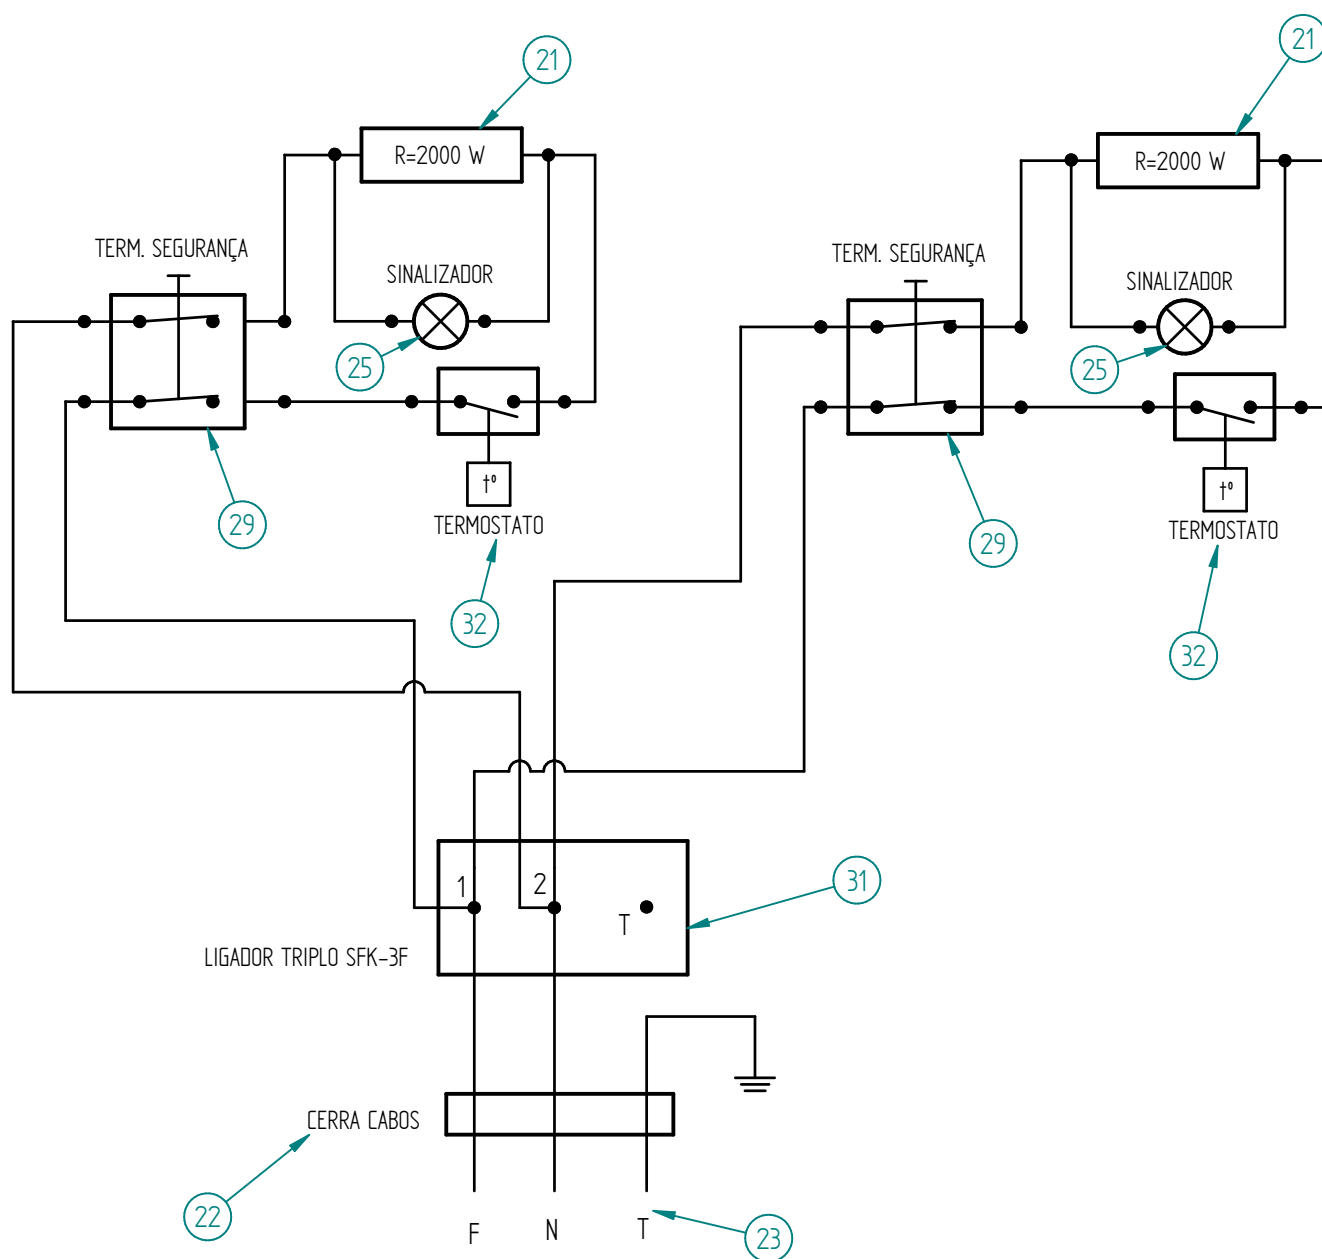 21
21
R=2000 W
R=2000 W
TERM. SEGURANÇA
TERM. SEGURANÇA
SINALIZADOR
SINALIZADOR
25
25
t°
t°
29
29
TERMOSTATO
TERMOSTATO
32
32
1
2
31
T
LIGADOR TRIPLO SFK-3F
CERRA CABOS
22
F
N
T
23